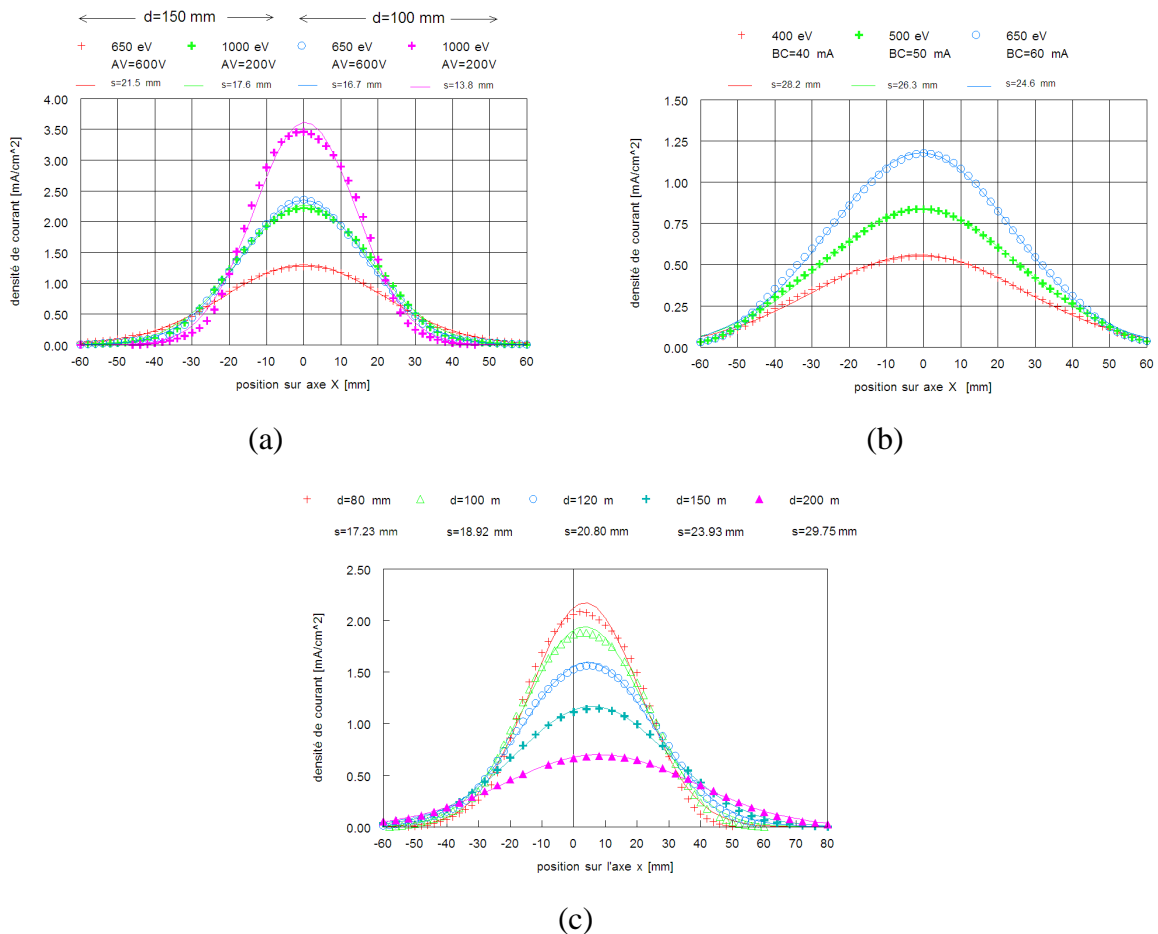 d=150 mm d=100 mm
650 eV 1000 eV 650 eV 1000 eV
AV=600V AV=200V AV=600V AV=200V
s=21.5 mm s=17.6 mm s=16.7 mm s=13.8 mm
4.00
3.50
3.00
2.50
2.00
1.50
1.00
0.50
0.00
densité de courant [mA/cm^2]
-60 -50 -40 -30 -20 -10 0 10 20 30 40 50 60
position sur axe X [mm]
(a)
400 eV 500 eV 650 eV
BC=40 mA BC=50 mA BC=60 mA
s=28.2 mm s=26.3 mm s=24.6 mm
1.50
1.25
1.00
0.75
0.50
0.25
0.00
densité de courant [mA/cm^2]
-60 -50 -40 -30 -20 -10 0 10 20 30 40 50 60
position sur axe X [mm]
(b)
d=80 mm d=100 m d=120 m d=150 m d=200 m
s=17.23 mm s=18.92 mm s=20.80 mm s=23.93 mm s=29.75 mm
2.50
2.00
1.50
1.00
0.50
0.00
densité de courant [mA/cm^2]
-60 -50 -40 -30 -20 -10 0 10 20 30 40 50 60 70 80
position sur l'axe x [mm]
(c)